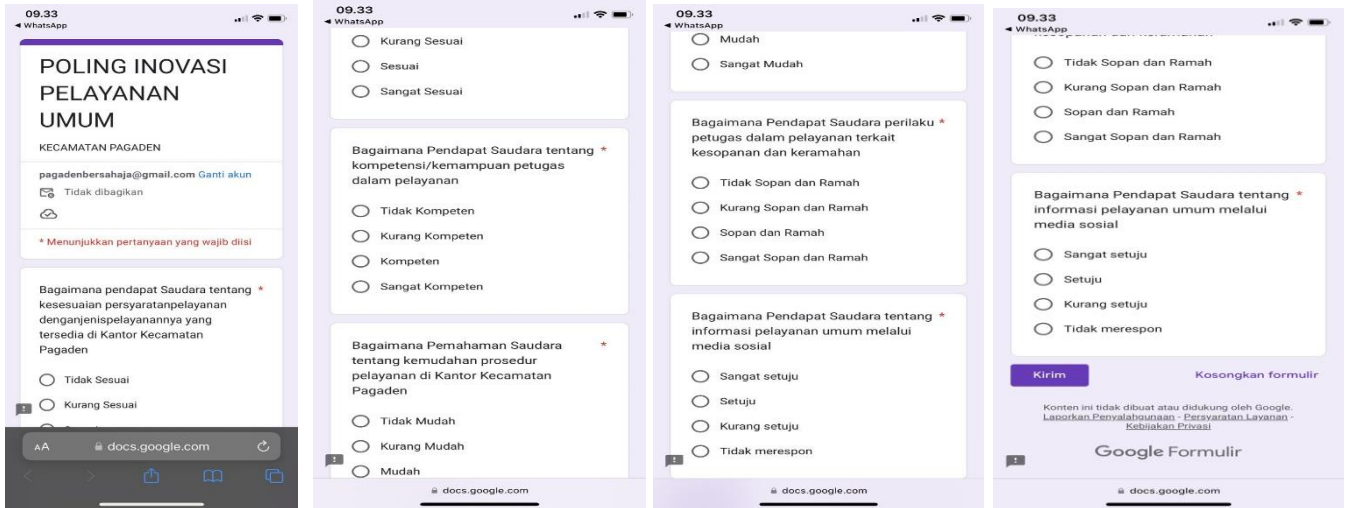 09.33
WhatsApp
POLING INOVASI
PELAYANAN
UMUM
KECAMATAN PAGADEN
pagadenbersahaja@gmail.com Ganti akun
Tidak dibagikan
* Menunjukkan pertanyaan yang wajib diisi
Bagaimana pendapat Saudara tentang *
kesesuaian persyaratanpelayanan
denganjenispelayanannya yang
tersedia di Kantor Kecamatan
Pagaden
Tidak Sesuai
Kurang Sesuai
AA docs.google.com
09.33
WhatsApp
Kurang Sesuai
Sesuai
Sangat Sesuai
Bagaimana Pendapat Saudara tentang *
kompetensi/kemampuan petugas
dalam pelayanan
Tidak Kompeten
Kurang Kompeten
Kompeten
Sangat Kompeten
Bagaimana Pemahaman Saudara *
tentang kemudahan prosedur
pelayanan di Kantor Kecamatan
Pagaden
Tidak Mudah
Kurang Mudah
Mudah
docs.google.com
09.33
WhatsApp
Mudah
Sangat Mudah
Bagaimana Pendapat Saudara perilaku *
petugas dalam pelayanan terkait
kesopanan dan keramahan
Tidak Sopan dan Ramah
Kurang Sopan dan Ramah
Sopan dan Ramah
Sangat Sopan dan Ramah
Bagaimana Pendapat Saudara tentang *
informasi pelayanan umum melalui
media sosial
Sangat setuju
Setuju
Kurang setuju
Tidak merespon
docs.google.com
09.33
WhatsApp
Tidak Sopan dan Ramah
Kurang Sopan dan Ramah
Sopan dan Ramah
Sangat Sopan dan Ramah
Bagaimana Pendapat Saudara tentang *
informasi pelayanan umum melalui
media sosial
Sangat setuju
Setuju
Kurang setuju
Tidak merespon
Kirim
Kosongkan formulir
Konten ini tidak dibuat atau didukung oleh Google.
Laporkan Penyalahgunaan - Persyaratan Layanan -
Kebijakan Privasi
Google Formulir
docs.google.com